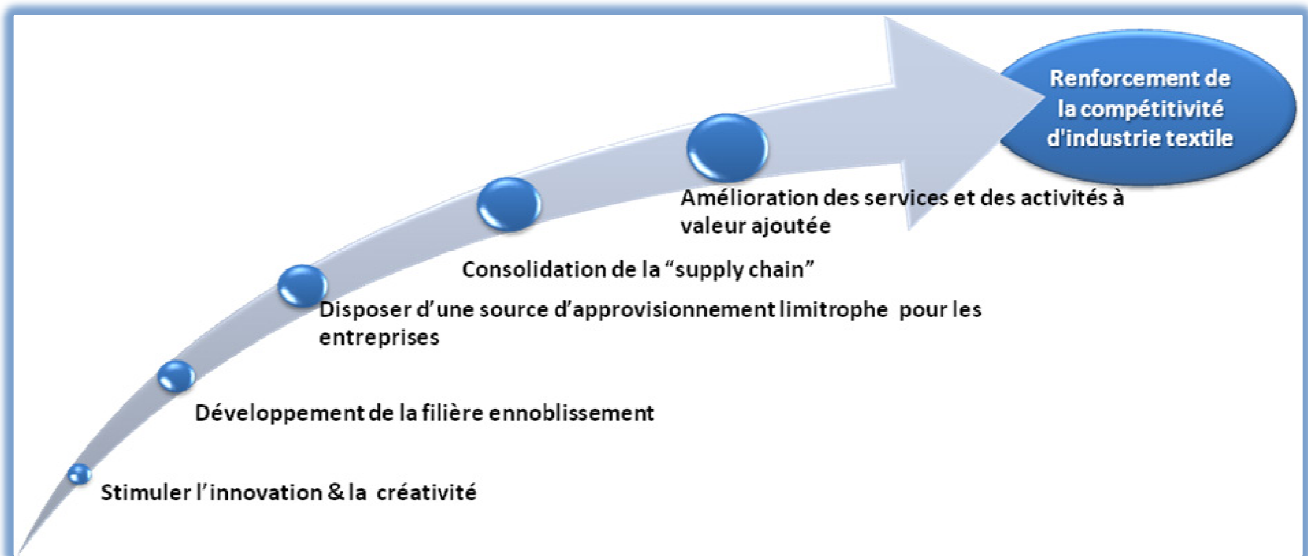 Renforcement de
la compétitivité
d'industrie textile
Amélioration des services et des activités à
valeur ajoutée
Consolidation de la “supply chain”
Disposer d’une source d’approvisionnement limitrophe pour les
entreprises
Développement de la filière ennoblissement
Stimuler l’innovation & la créativité